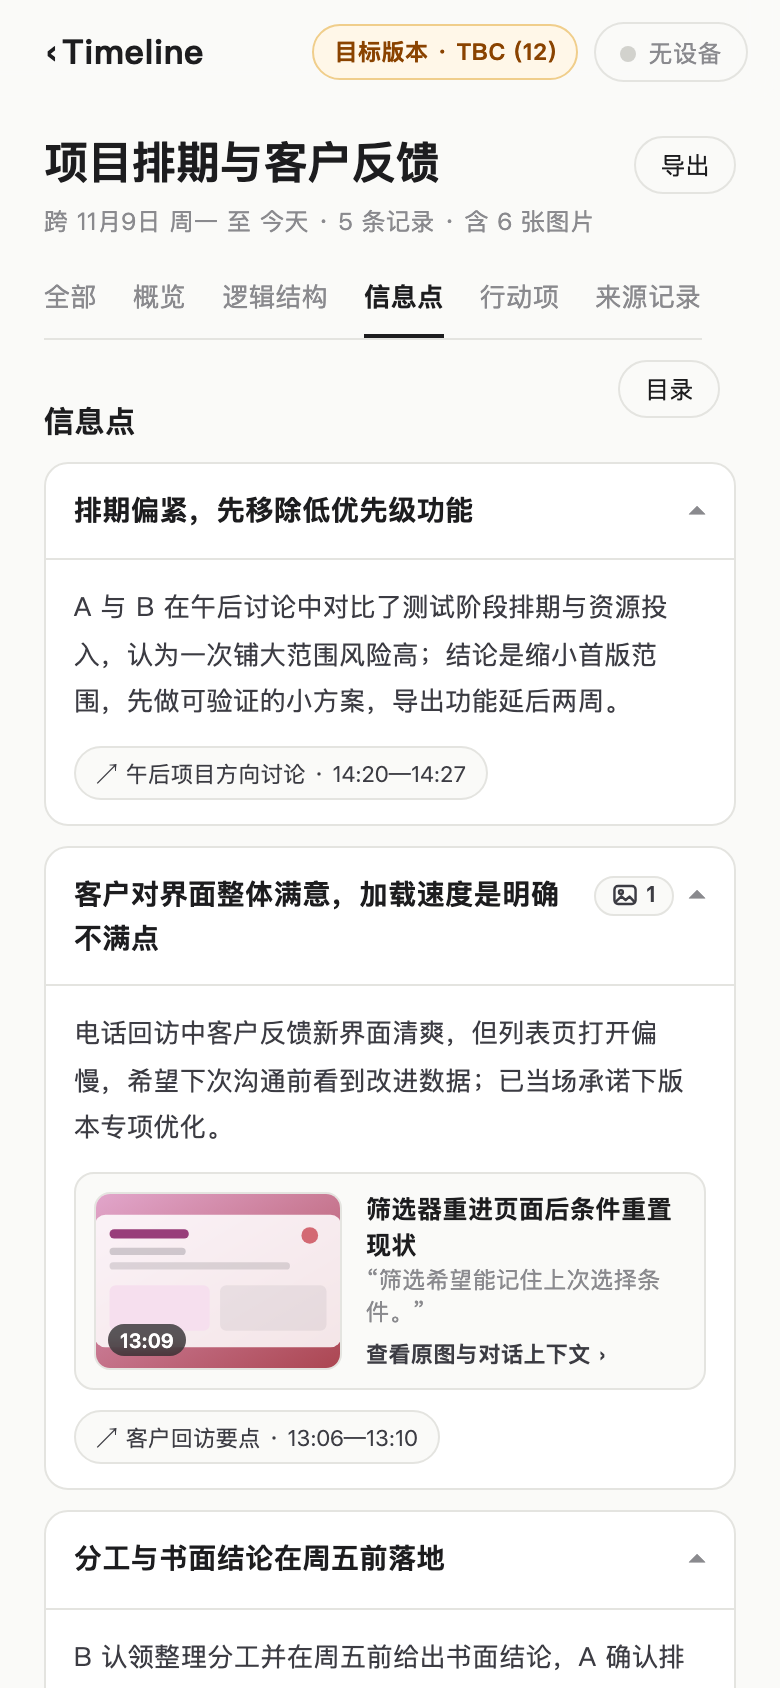 ‹ Timeline
目标版本 · TBC (12)
无设备
项目排期与客户反馈
导出
跨 11月9日 周一 至 今天 · 5 条记录 · 含 6 张图片
全部 概览 逻辑结构 信息点 行动项 来源记录
目录
信息点
排期偏紧，先移除低优先级功能
A 与 B 在午后讨论中对比了测试阶段排期与资源投
入，认为一次铺大范围风险高；结论是缩小首版范
围，先做可验证的小方案，导出功能延后两周。
↗ 午后项目方向讨论 · 14:20—14:27
客户对界面整体满意，加载速度是明确
不满点
1
电话回访中客户反馈新界面清爽，但列表页打开偏
慢，希望下次沟通前看到改进数据；已当场承诺下版
本专项优化。
13:09
筛选器重进页面后条件重置
现状
“筛选希望能记住上次选择条
件。”
查看原图与对话上下文 ›
↗ 客户回访要点 · 13:06—13:10
分工与书面结论在周五前落地
B 认领整理分工并在周五前给出书面结论，A 确认排